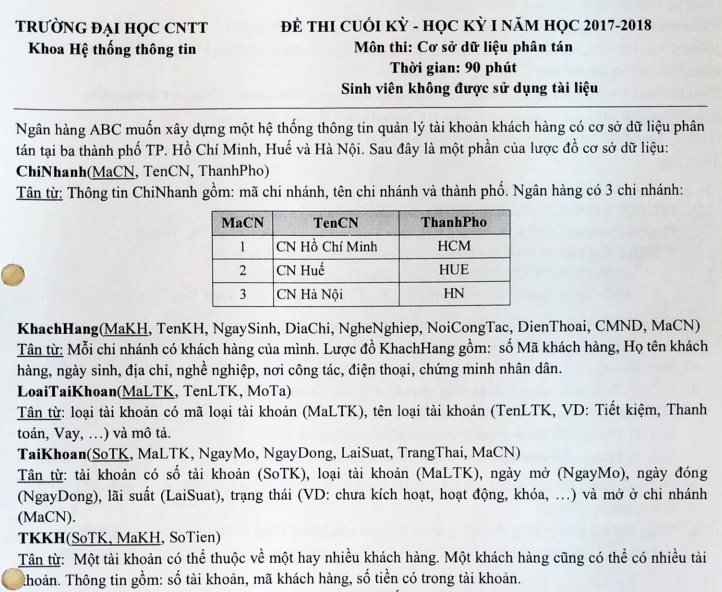 TRƯỜNG ĐẠI HỌC CNTT
Khoa Hệ thống thông tin
ĐỀ THI CUỐI KỲ - HỌC KỲ I NĂM HỌC 2017-2018
Môn thi: Cơ sở dữ liệu phân tán
Thời gian: 90 phút
Sinh viên không được sử dụng tài liệu
Ngân hàng ABC muốn xây dựng một hệ thống thông tin quản lý tài khoản khách hàng có cơ sở dữ liệu phân
tán tại ba thành phố TP. Hồ Chí Minh, Huế và Hà Nội. Sau đây là một phần của lược đồ cơ sở dữ liệu:
ChiNhanh(MaCN, TenCN, ThanhPho)
Tân từ: Thông tin ChiNhanh gồm: mã chi nhánh, tên chi nhánh và thành phố. Ngân hàng có 3 chi nhánh:
MaCN TenCN ThanhPho
1 CN Hồ Chí Minh HCM
2 CN Huế HUE
3 CN Hà Nội HN
KhachHang(MaKH, TenKH, NgaySinh, DiaChi, NgheNghiep, NoiCongTac, DienThoai, CMND, MaCN)
Tân từ: Mỗi chi nhánh có khách hàng của mình. Lược đồ KhachHang gồm: số Mã khách hàng, Họ tên khách
hàng, ngày sinh, địa chỉ, nghề nghiệp, nơi công tác, điện thoại, chứng minh nhân dân.
LoaiTaiKhoan(MaLTK, TenLTK, MoTa)
Tân từ: loại tài khoản có mã loại tài khoản (MaLTK), tên loại tài khoản (TenLTK, VD: Tiết kiệm, Thanh
toán, Vay, ...) và mô tả.
TaiKhoan(SoTK, MaLTK, NgayMo, NgayDong, LaiSuat, TrangThai, MaCN)
Tân từ: tài khoản có số tài khoản (SoTK), loại tài khoản (MaLTK), ngày mở (NgayMo), ngày đóng
(NgayDong), lãi suất (LaiSuat), trạng thái (VD: chưa kích hoạt, hoạt động, khóa, ...) và mở ở chi nhánh
(MaCN).
TKKH(SoTK, MaKH, SoTien)
Tân từ: Một tài khoản có thể thuộc về một hay nhiều khách hàng. Một khách hàng cũng có thể có nhiều tài
khoản. Thông tin gồm: số tài khoản, mã khách hàng, số tiền có trong tài khoản.